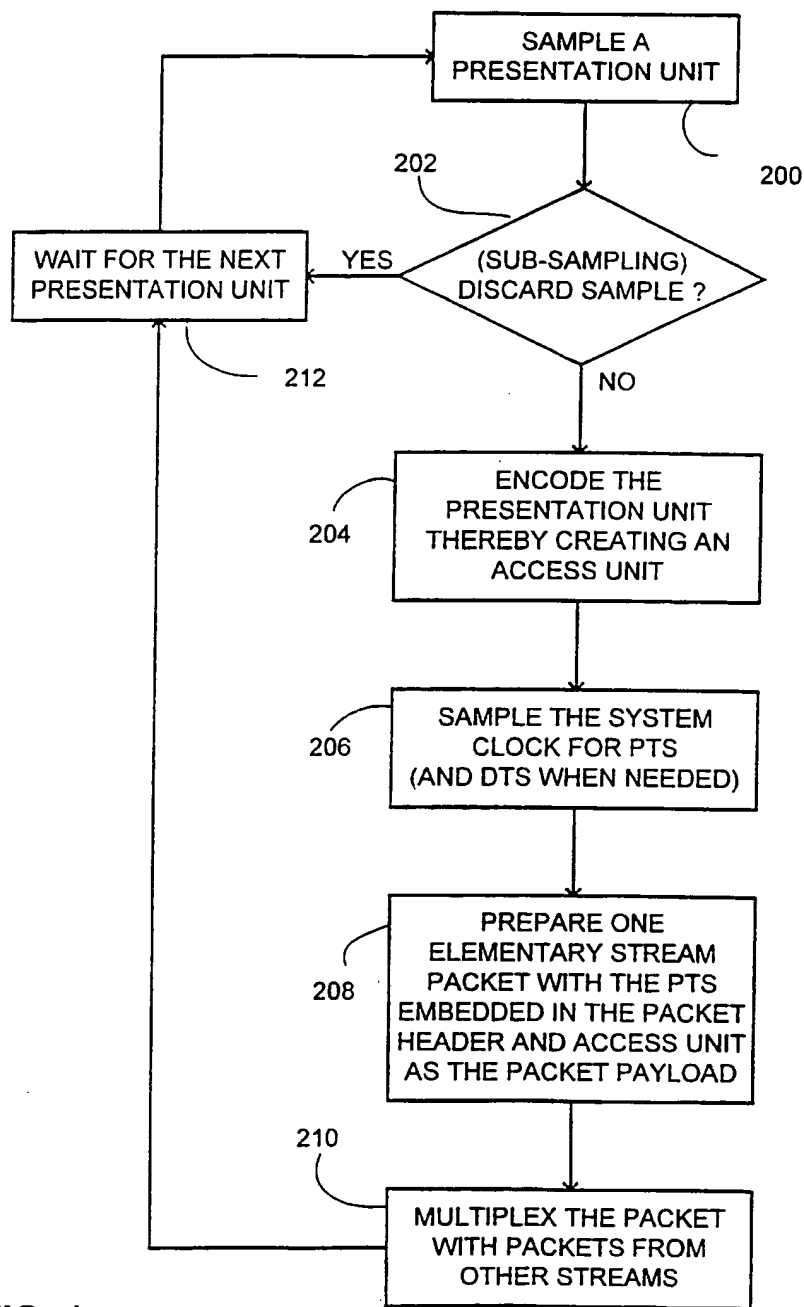 SAMPLE A
PRESENTATION UNIT
200
202
WAIT FOR THE NEXT
PRESENTATION UNIT
YES
(SUB-SAMPLING)
DISCARD SAMPLE ?
212
NO
ENCODE THE
PRESENTATION UNIT
THEREBY CREATING AN
ACCESS UNIT
204
SAMPLE THE SYSTEM
CLOCK FOR PTS
(AND DTS WHEN NEEDED)
206
PREPARE ONE
ELEMENTARY STREAM
PACKET WITH THE PTS
EMBEDDED IN THE PACKET
HEADER AND ACCESS UNIT
AS THE PACKET PAYLOAD
208
210
MULTIPLEX THE PACKET
WITH PACKETS FROM
OTHER STREAMS